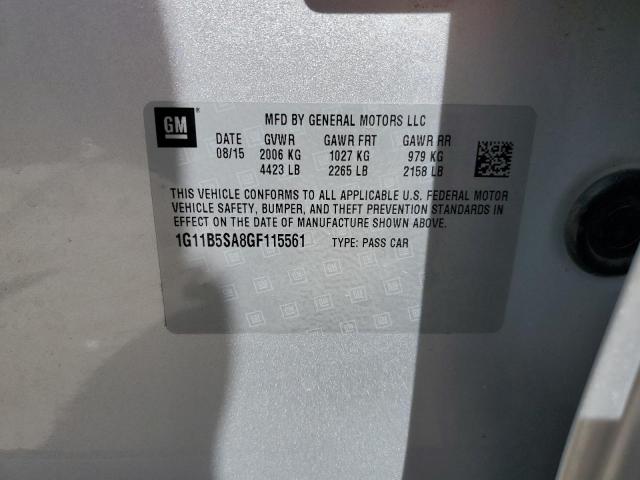 GM
MFD BY GENERAL MOTORS LLC
DATE GVWR GAWR FRT GAWR RR
08/15 2006 KG 1027 KG 979 KG
4423 LB 2265 LB 2158 LB
THIS VEHICLE CONFORMS TO ALL APPLICABLE U.S. FEDERAL MOTOR
VEHICLE SAFETY, BUMPER, AND THEFT PREVENTION STANDARDS IN
EFFECT ON THE DATE OF MANUFACTURE SHOWN ABOVE.
1G11B5SA8GF115561 TYPE: PASS CAR